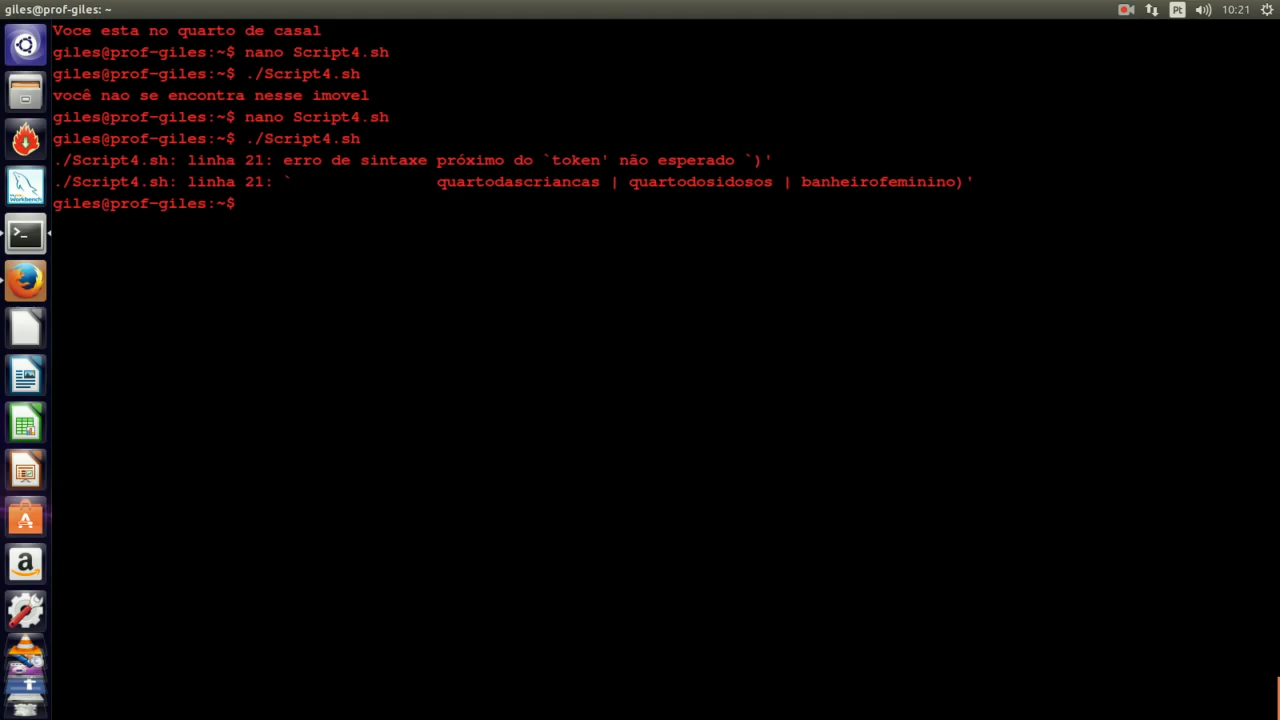 giles@prof-giles: ~
Pt
10:21
Voce esta no quarto de casal
giles@prof-giles:~$ nano Script4.sh
giles@prof-giles:~$ ./Script4.sh
você nao se encontra nesse imovel
giles@prof-giles:~$ nano Script4.sh
giles@prof-giles:~$ ./Script4.sh
./Script4.sh: linha 21: erro de sintaxe próximo do `token' não esperado `)'
./Script4.sh: linha 21: `               quartodascriancas | quartodosidosos | banheirofeminino)'
giles@prof-giles:~$
Workbench